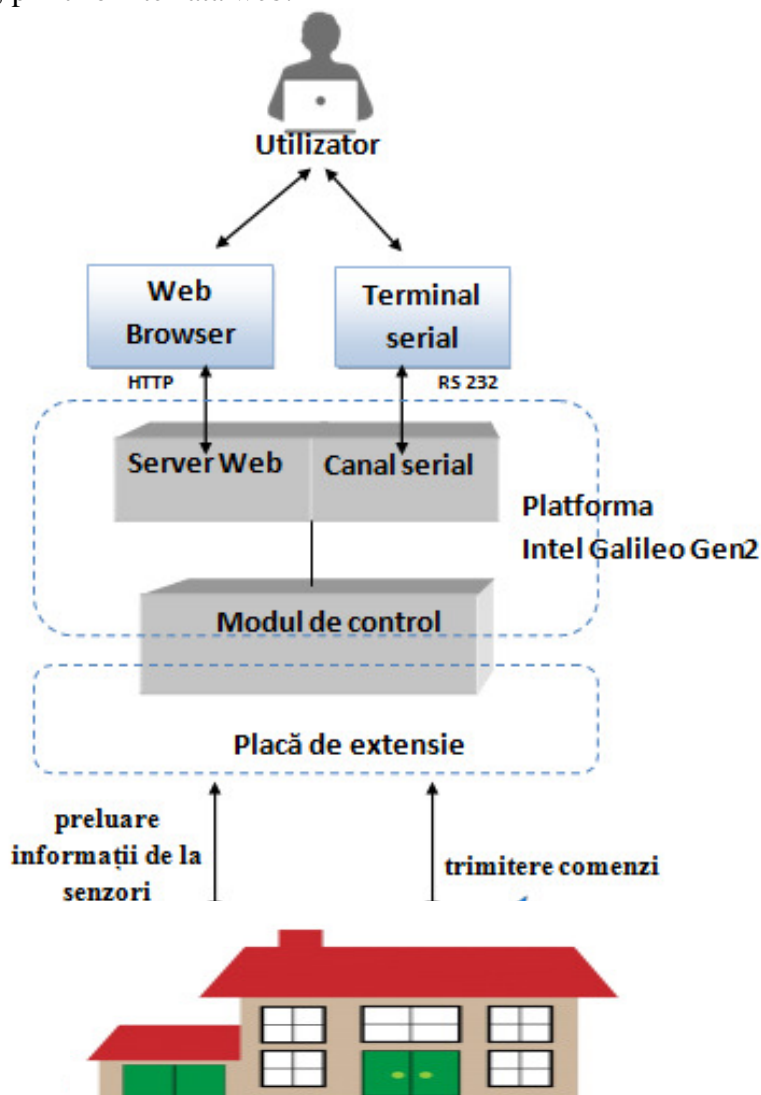 Utilizator
Web
Browser
Terminal
serial
HTTP
RS 232
Server Web
Canal serial
Platforma
Intel Galileo Gen2
Modul de control
Placă de extensie
preluare
informații de la
senzori
trimitere comenzi